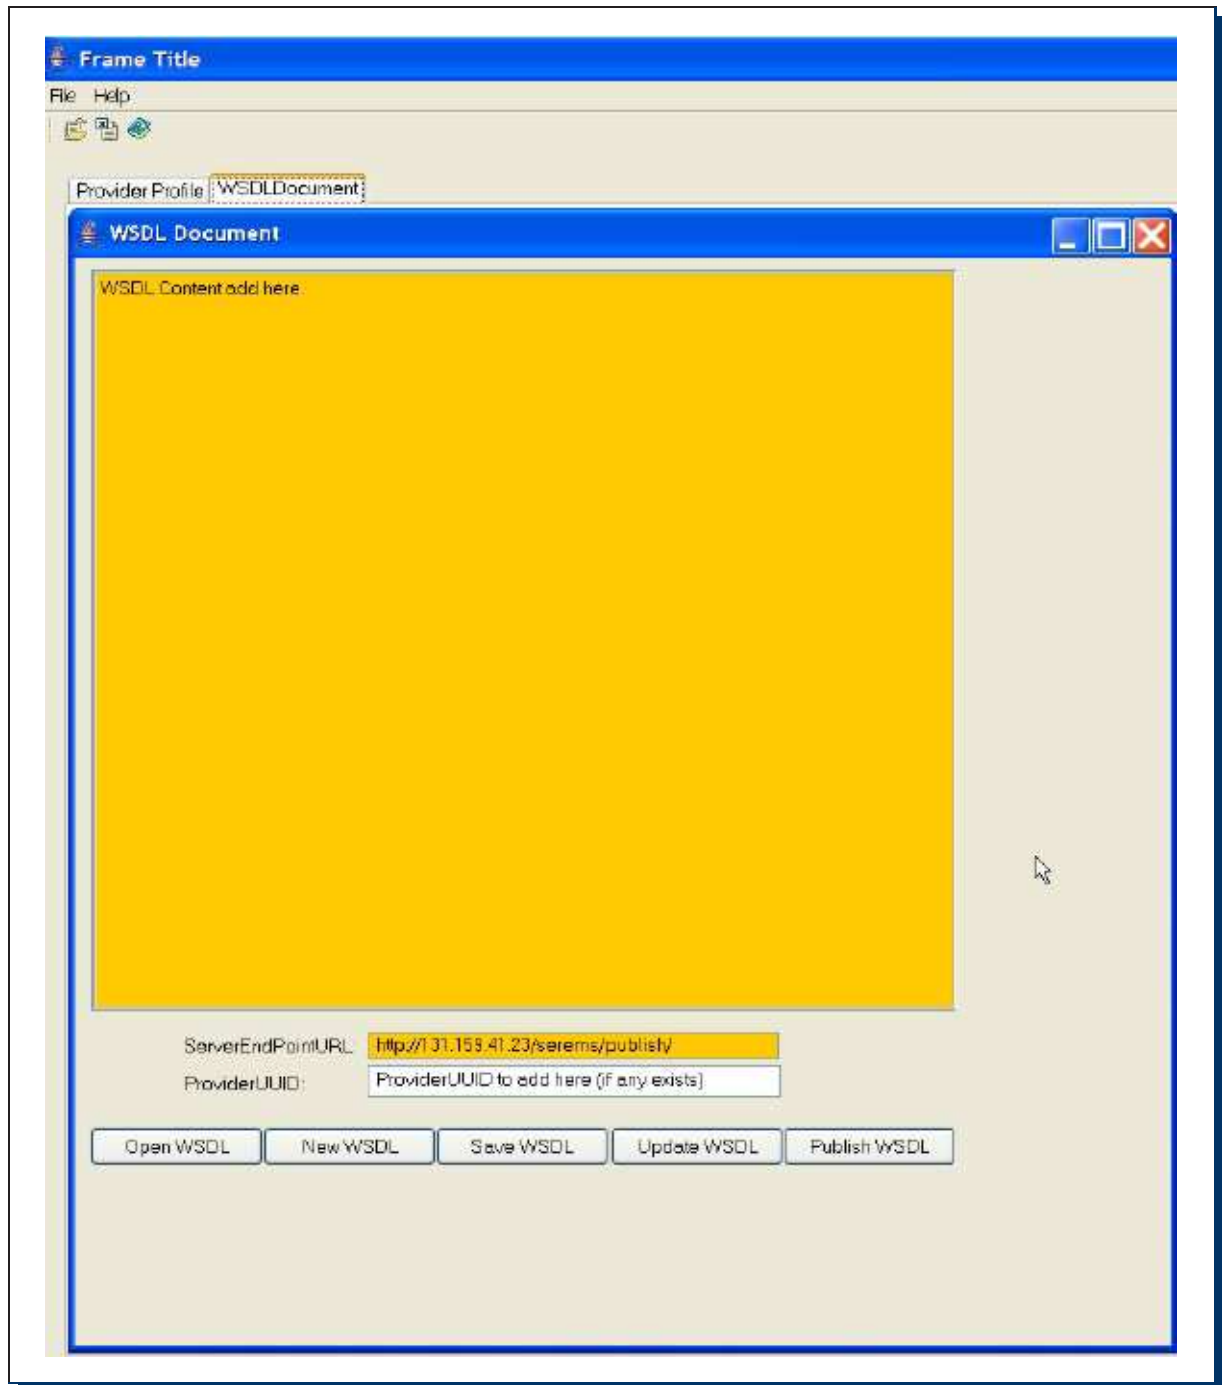 Frame Title
File Help
Provider Profile WSDLDocument
WSDL Document
WSDL Content add here.
ServerEndPointURL: http://131.159.41.23/serems/publish/
ProviderUUID: ProviderUUID to add here (if any exists)
Open WSDL New WSDL Save WSDL Update WSDL Publish WSDL